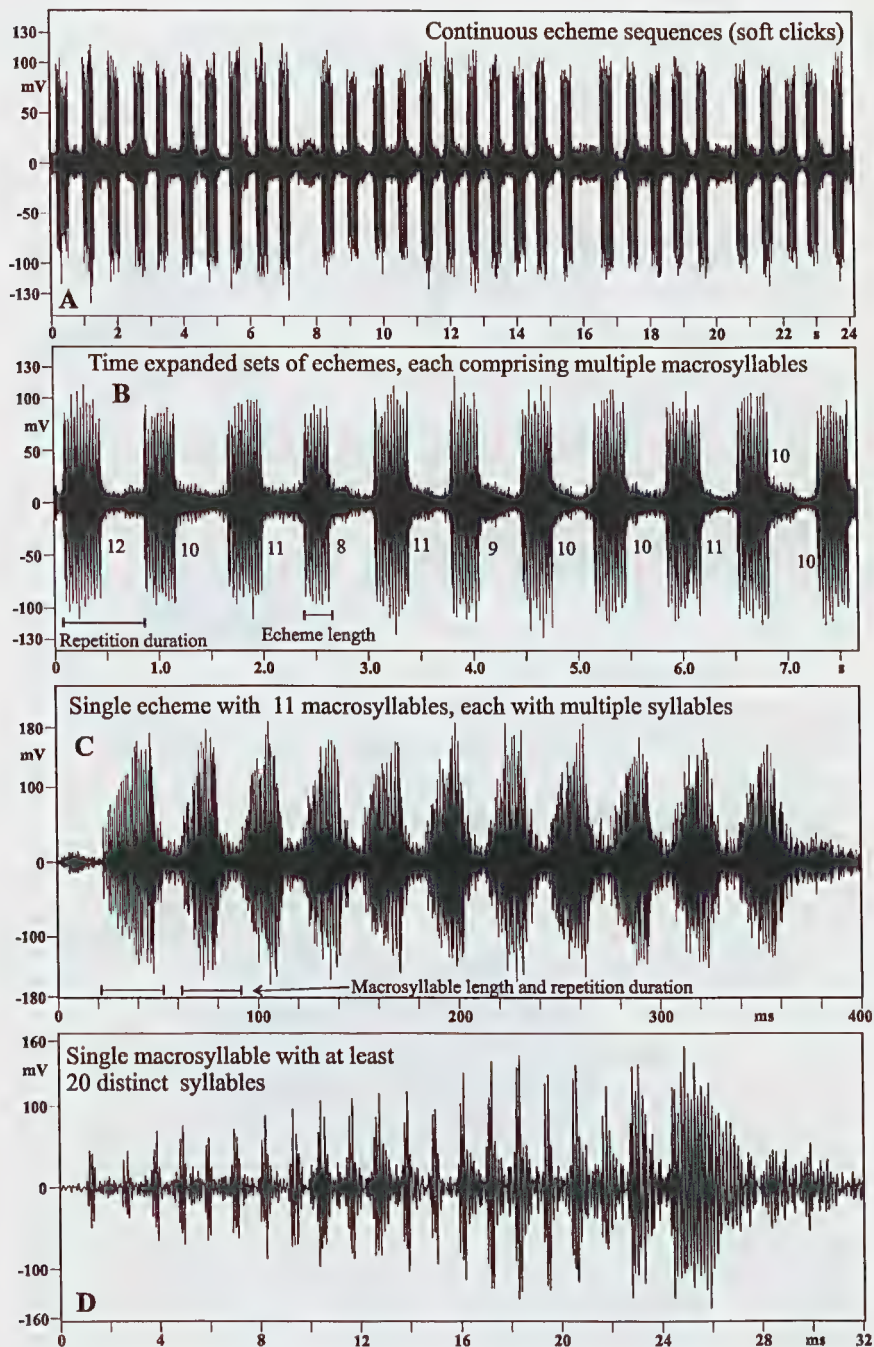 Continuous echeme sequences (soft clicks)
130
100
mV
50
0
-50
-100
-130
A
0 2 4 6 8 10 12 14 16 18 20 22 s 24
Time expanded sets of echemes, each comprising multiple macrosyllables
B
130
100
mV
50
0
-50
-100
-130
10
12 10 11 8 11 9 10 10 11 10
Repetition duration
Echeme length
0 1.0 2.0 3.0 4.0 5.0 6.0 7.0 s
Single echeme with 11 macrosyllables, each with multiple syllables
C
180
mV
100
0
-100
-180
Macrosyllable length and repetition duration
0 100 200 300 ms 400
Single macrosyllable with at least
20 distinct syllables
160
mV
100
0
-100
-160
D
0 4 8 12 16 20 24 28 ms 32